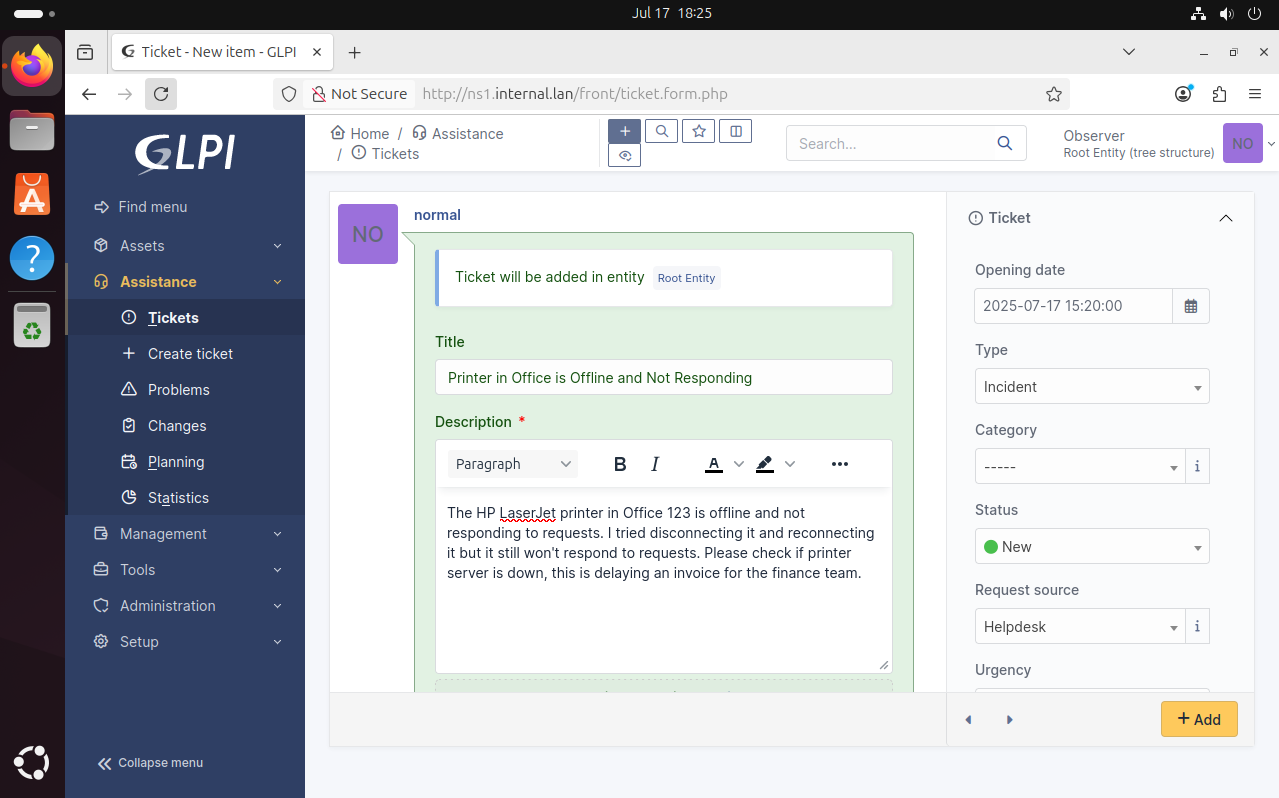 Jul 17 18:25
Ticket - New item - GLPI
Not Secure
http://ns1.internal.lan/front/ticket.form.php
GLPI
Find menu
Assets
Assistance
Tickets
Create ticket
Problems
Changes
Planning
Statistics
Management
Tools
Administration
Setup
Collapse menu
Home / Assistance
/ Tickets
Search...
Observer
Root Entity (tree structure)
NO
NO
normal
Ticket will be added in entity Root Entity
Title
Printer in Office is Offline and Not Responding
Description *
Paragraph
B I A
The HP LaserJet printer in Office 123 is offline and not
responding to requests. I tried disconnecting it and reconnecting
it but it still won't respond to requests. Please check if printer
server is down, this is delaying an invoice for the finance team.
Ticket
Opening date
2025-07-17 15:20:00
Type
Incident
Category
-----
i
Status
New
Request source
Helpdesk
i
Urgency
+ Add